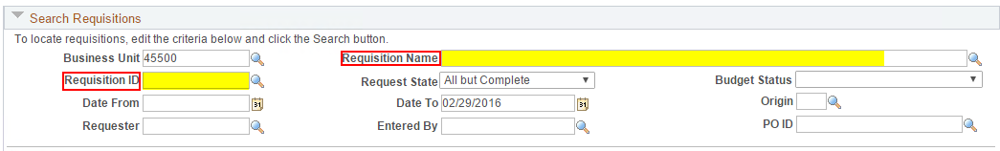 Search Requisitions
To locate requisitions, edit the criteria below and click the Search button.
Business Unit 45500 Requisition Name
Requisition ID Request State All but Complete Budget Status
Date From 31 Date To 02/29/2016 31 Origin
Requester Entered By PO ID